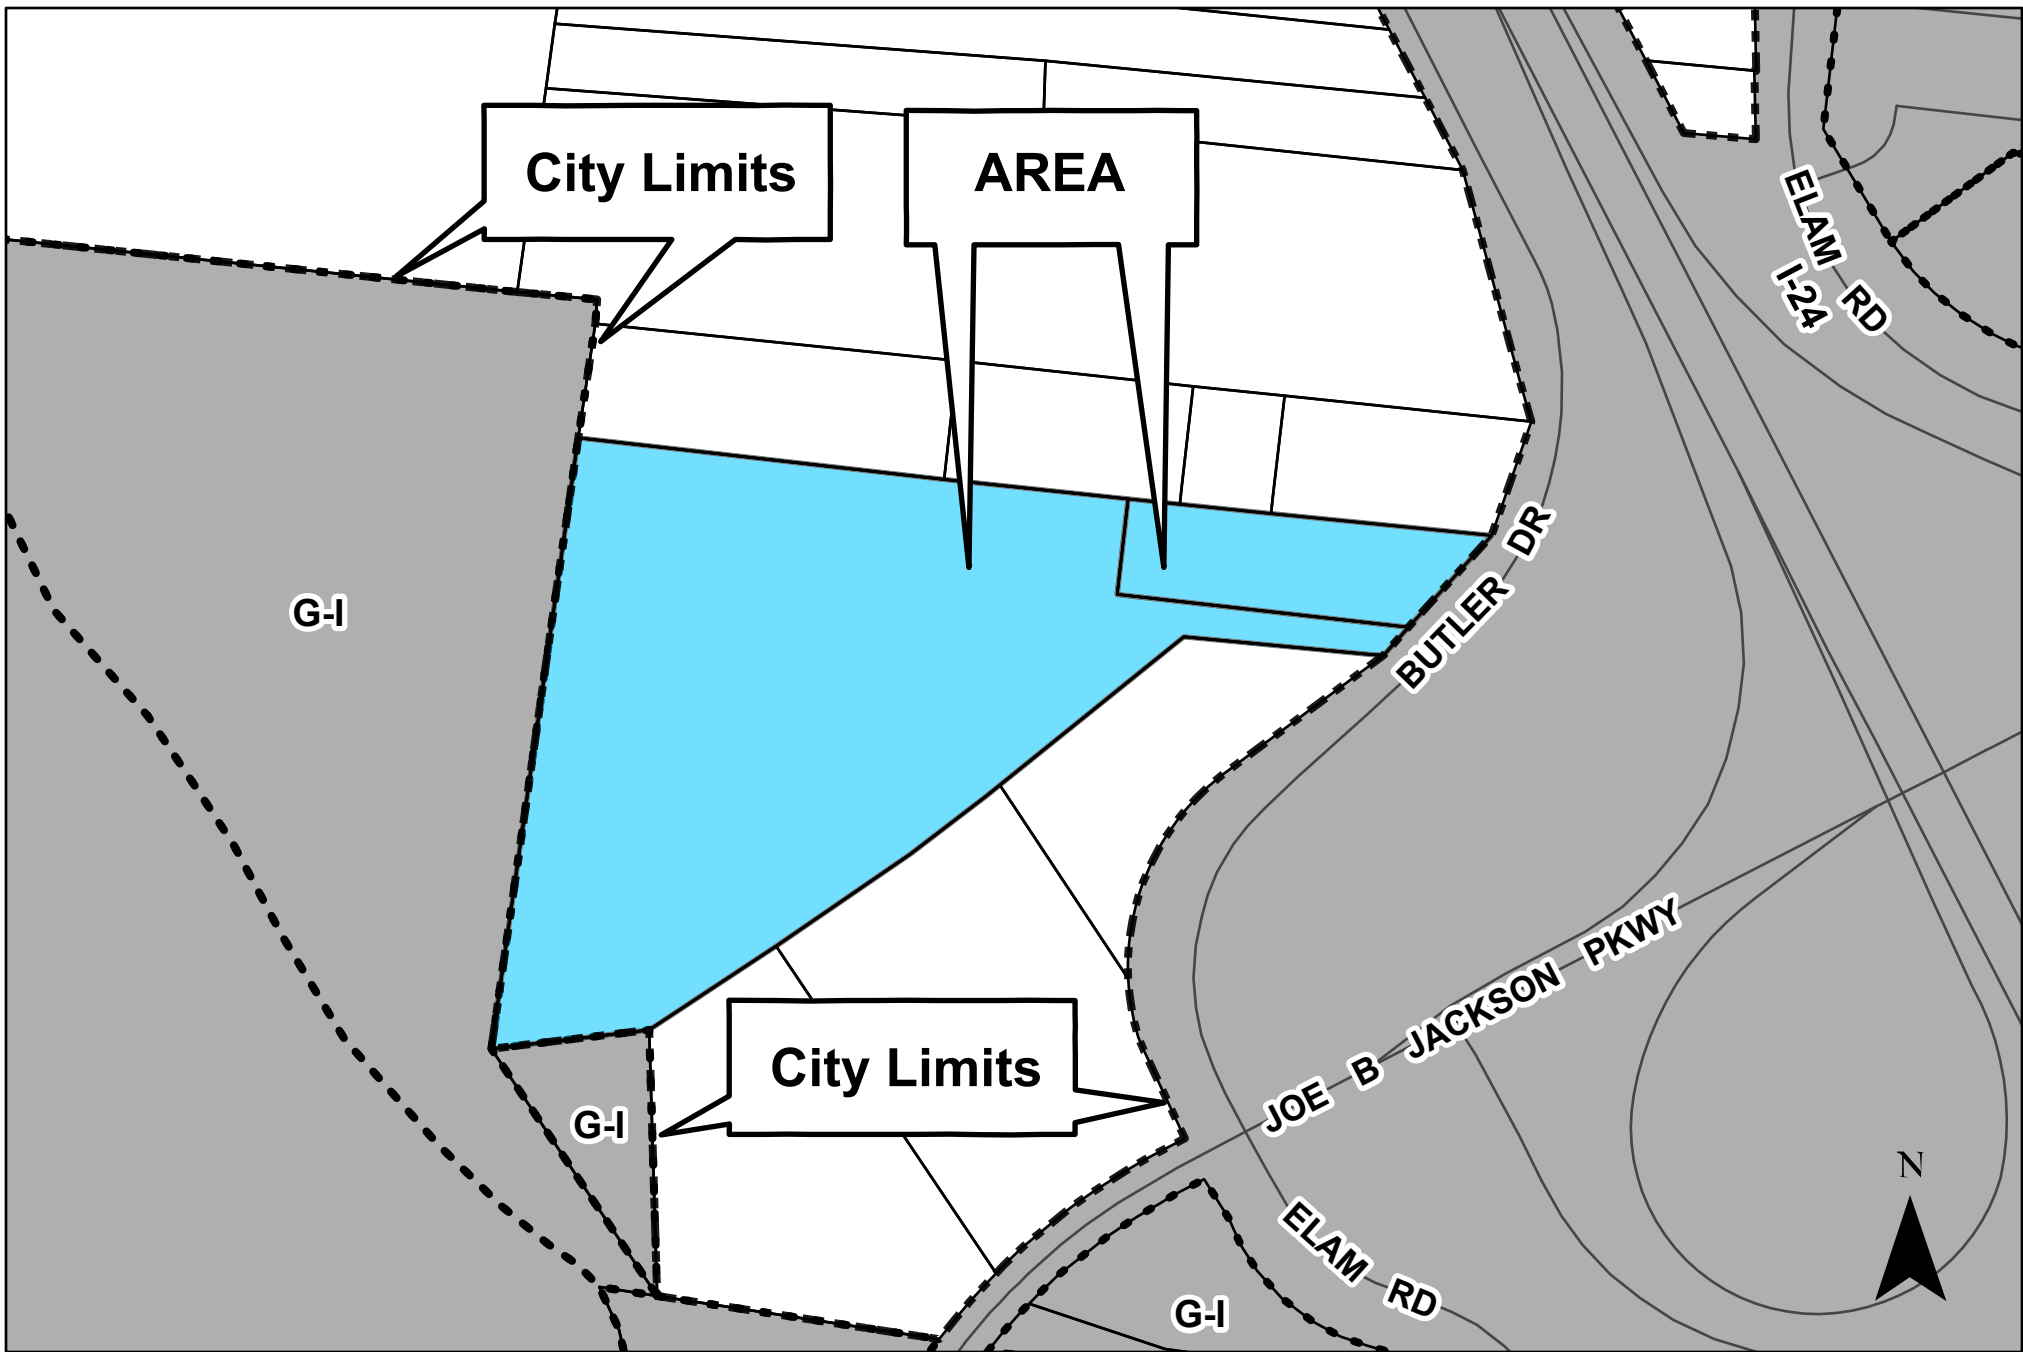 City Limits
AREA
ELAM RD
I-24
BUTLER DR
G-I
JOE B JACKSON PKWY
City Limits
G-I
N
ELAM RD
G-I